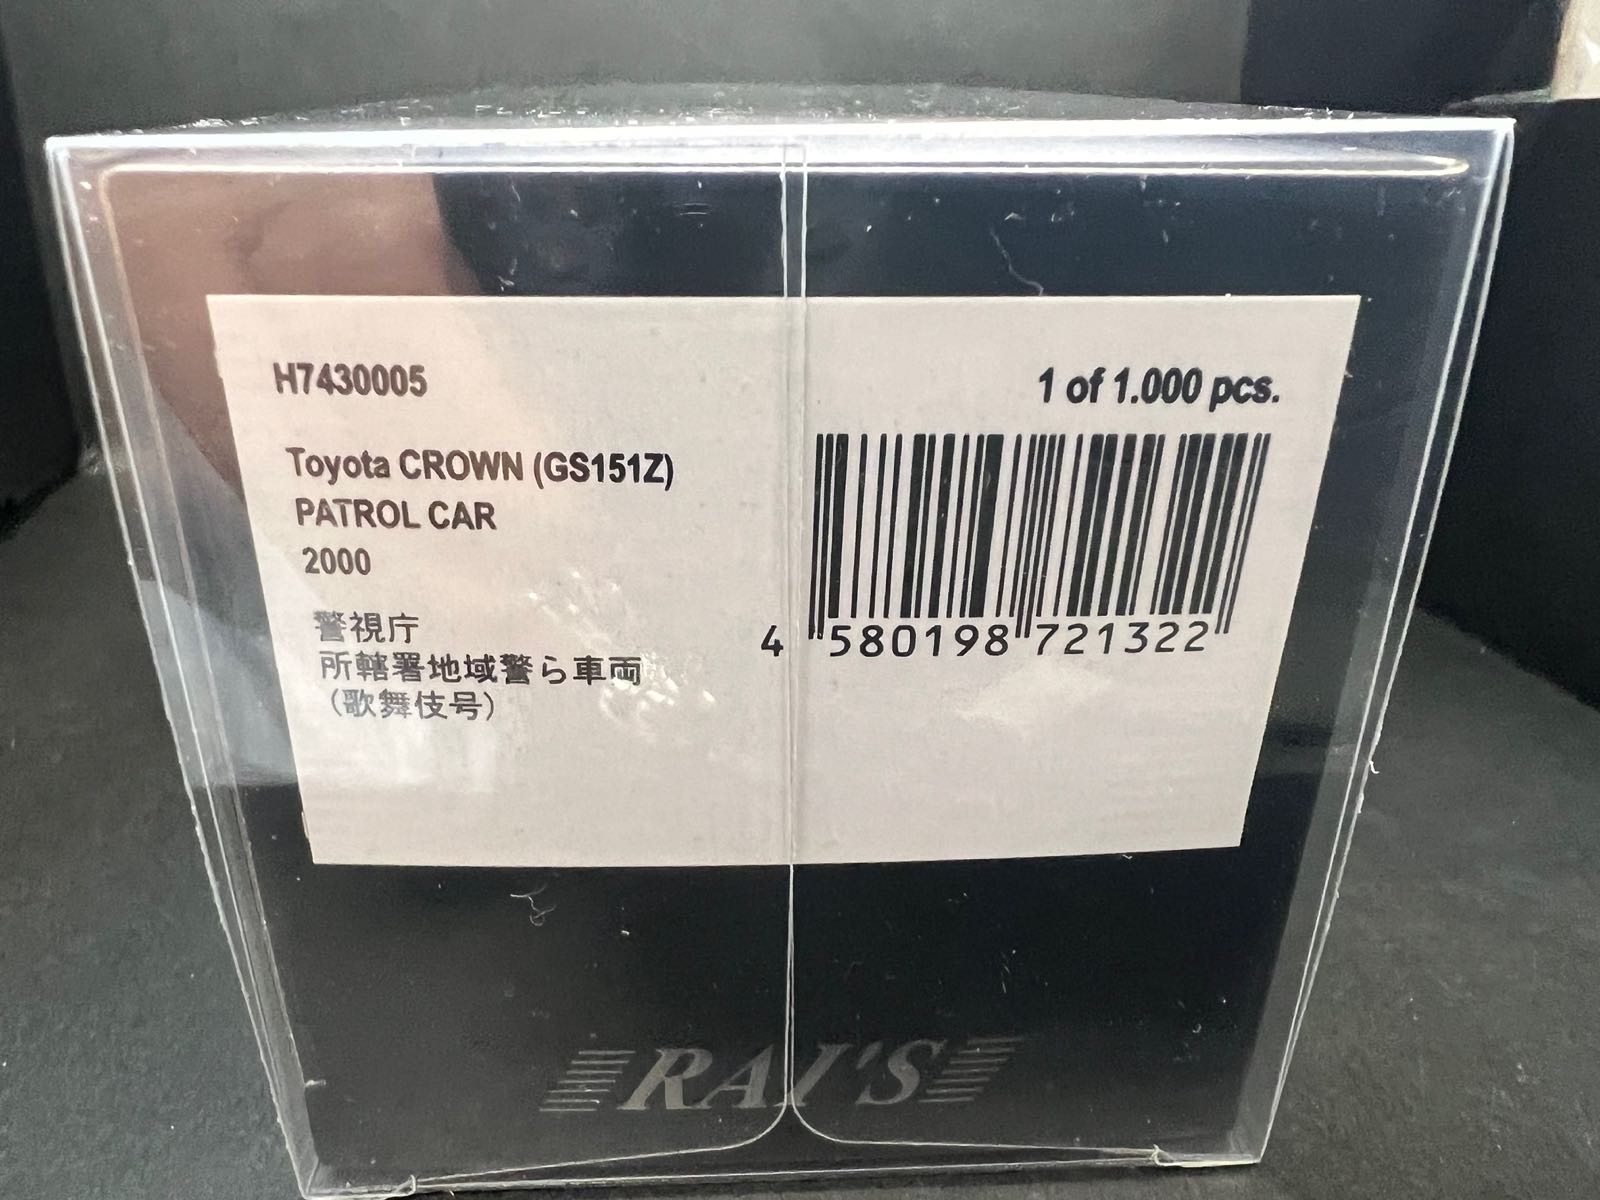 H7430005
1 of 1.000 pcs.
Toyota CROWN (GS151Z)
PATROL CAR
2000
警視庁
所轄署地域警ら車両
(歌舞伎号)
4 580198 721322
RAI'S